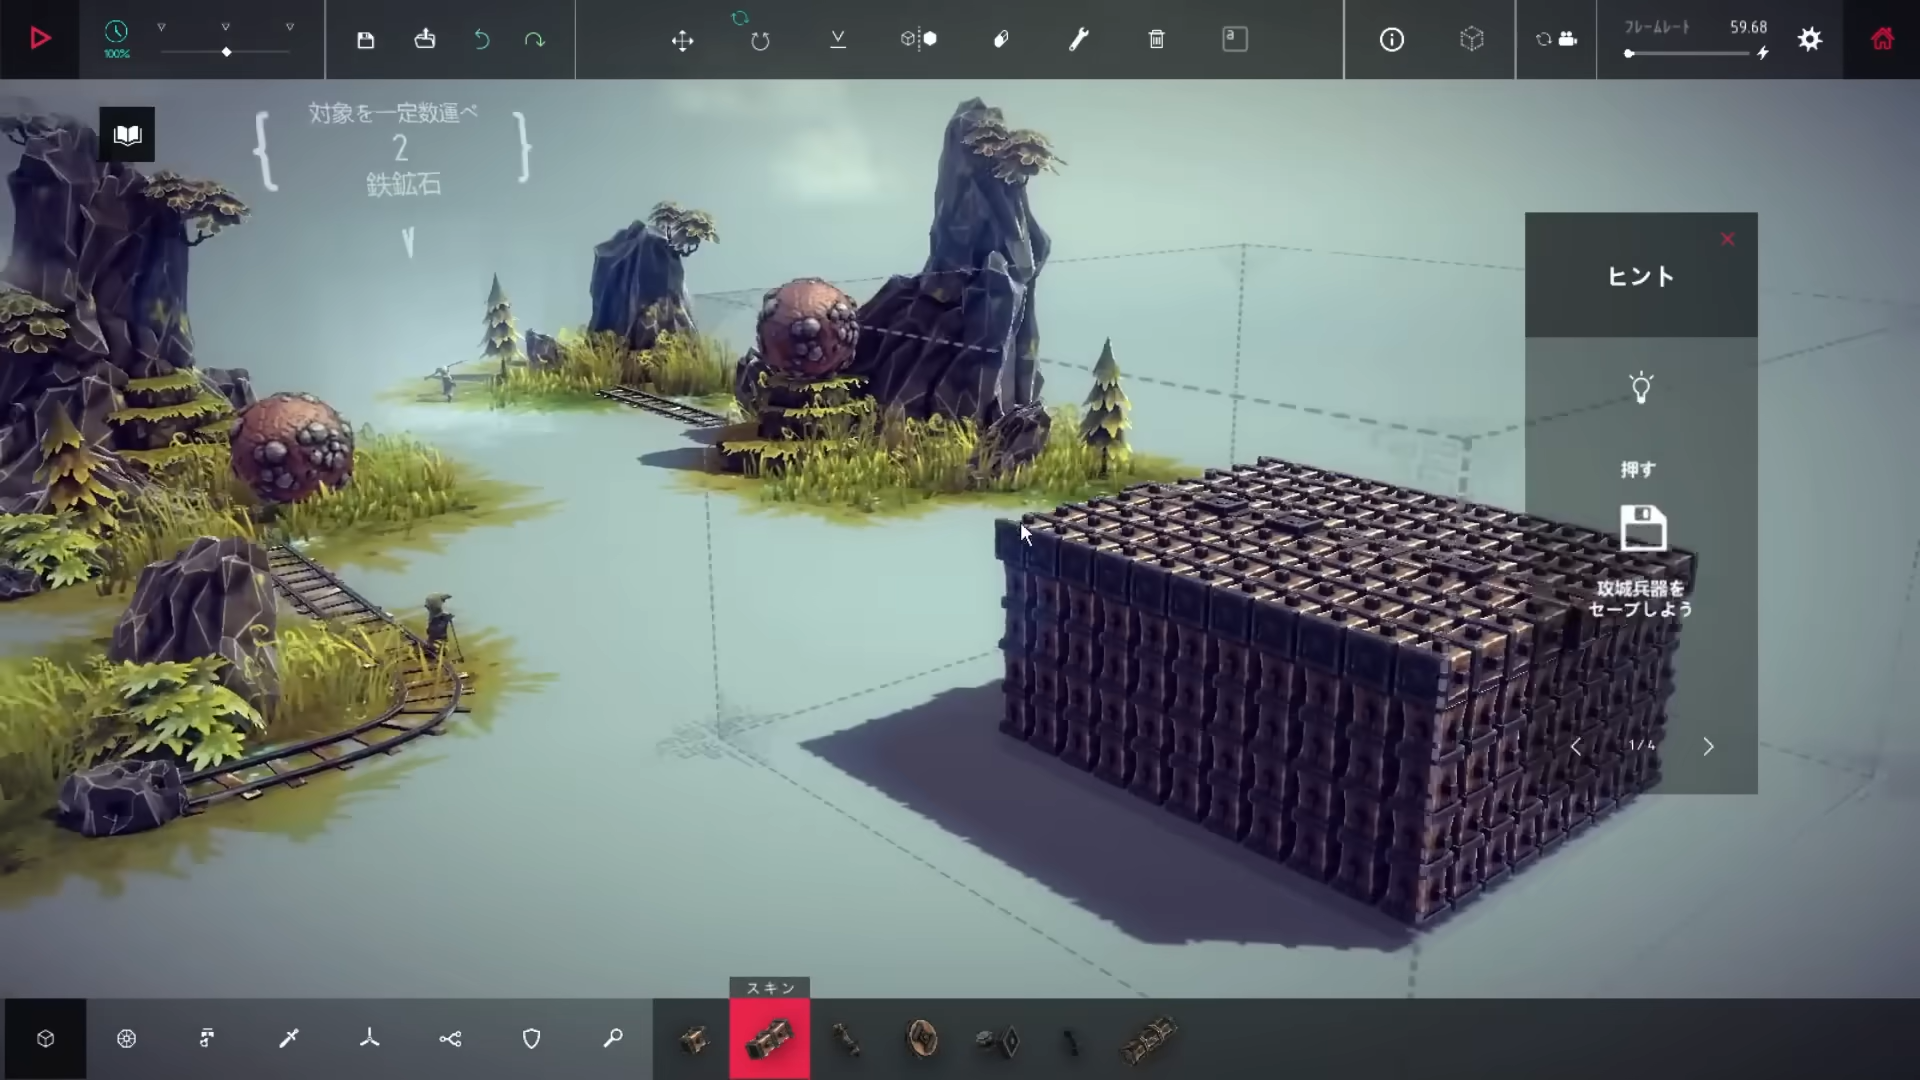 100%
フレームレート 59.68
対象を一定数運べ
2
鉄鉱石
ヒント
押す
攻城兵器を
セーブしよう
1/4
スキン